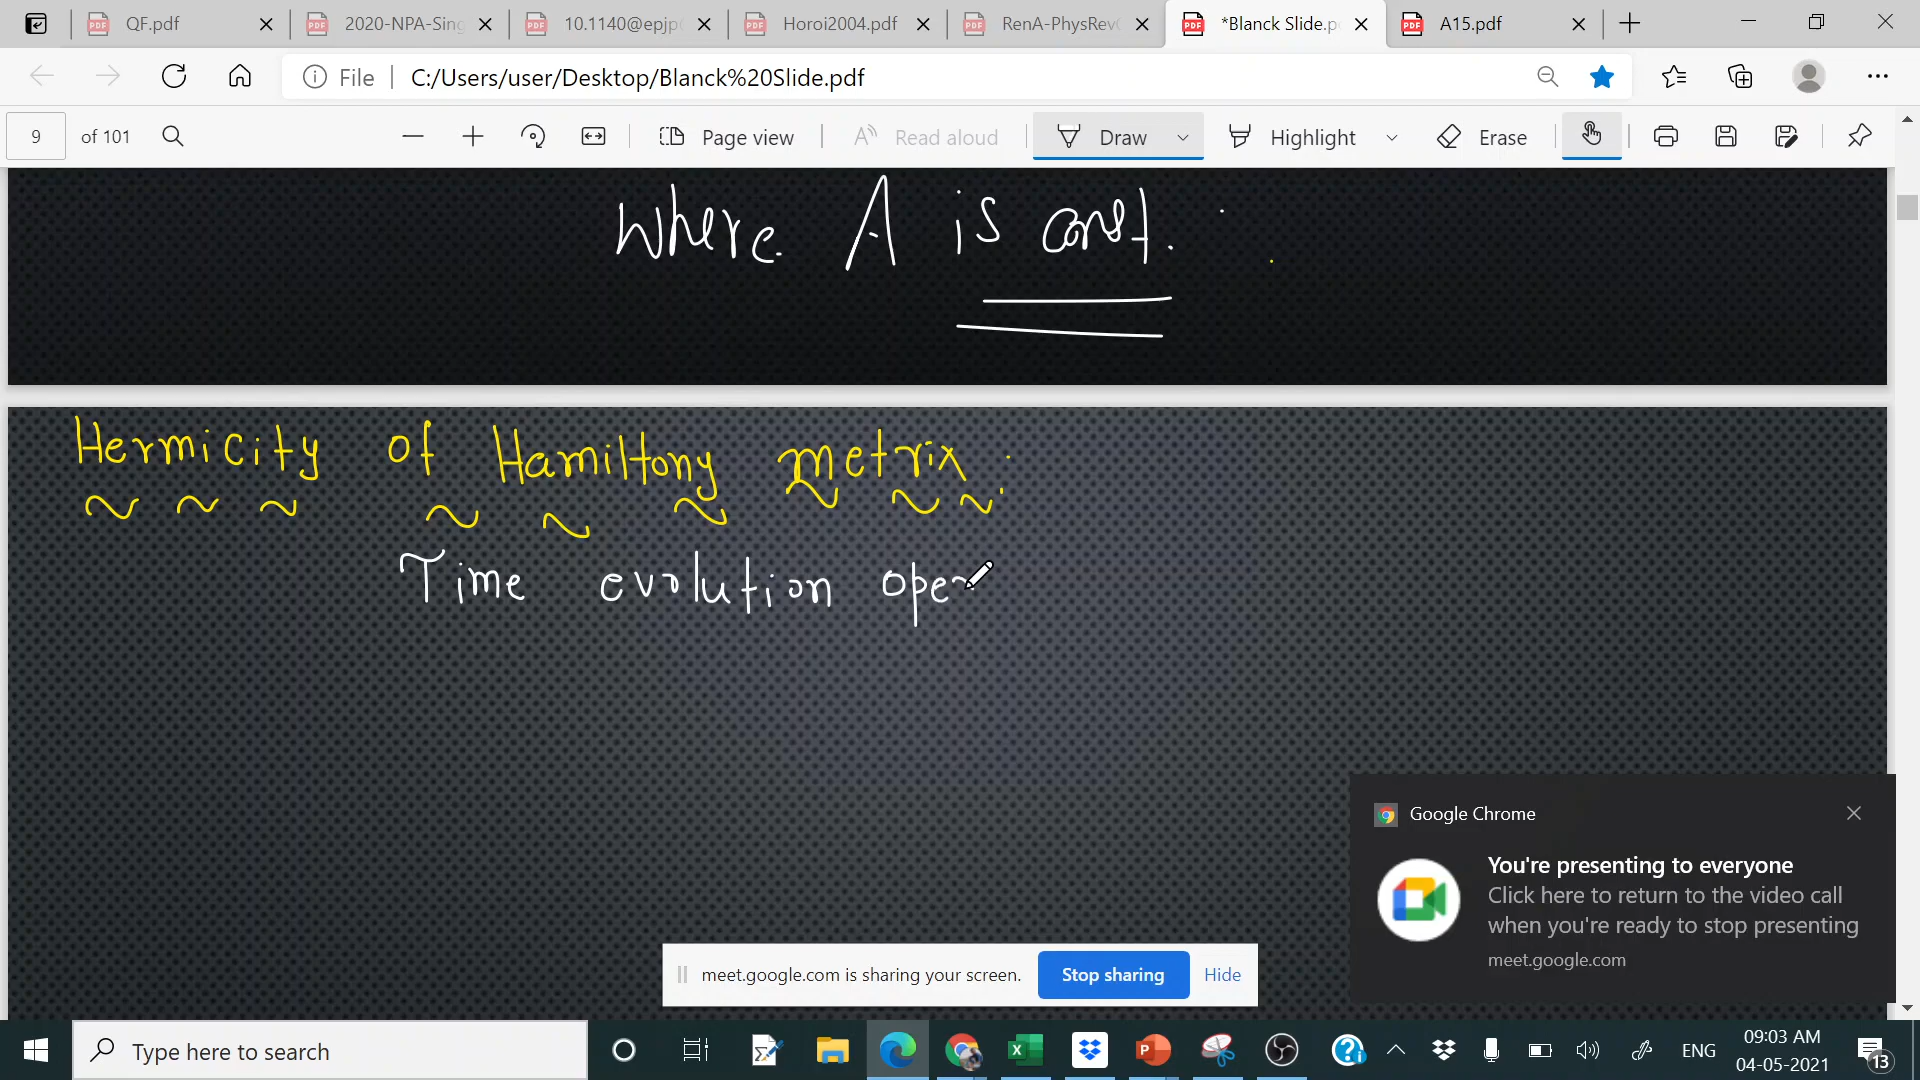 QF.pdf 2020-NPA-Sing 10.1140@epjp Horoi2004.pdf RenA-PhysRevC *Blanck Slide.p A15.pdf
File C:/Users/user/Desktop/Blanck%20Slide.pdf
9 of 101 Page view Read aloud Draw Highlight Erase
Where A is const.
Hermicity of Hamiltony metrix :
Time evolution oper
Google Chrome
You're presenting to everyone
Click here to return to the video call
when you're ready to stop presenting
meet.google.com
meet.google.com is sharing your screen. Stop sharing Hide
Type here to search ENG 09:03 AM
04-05-2021 13